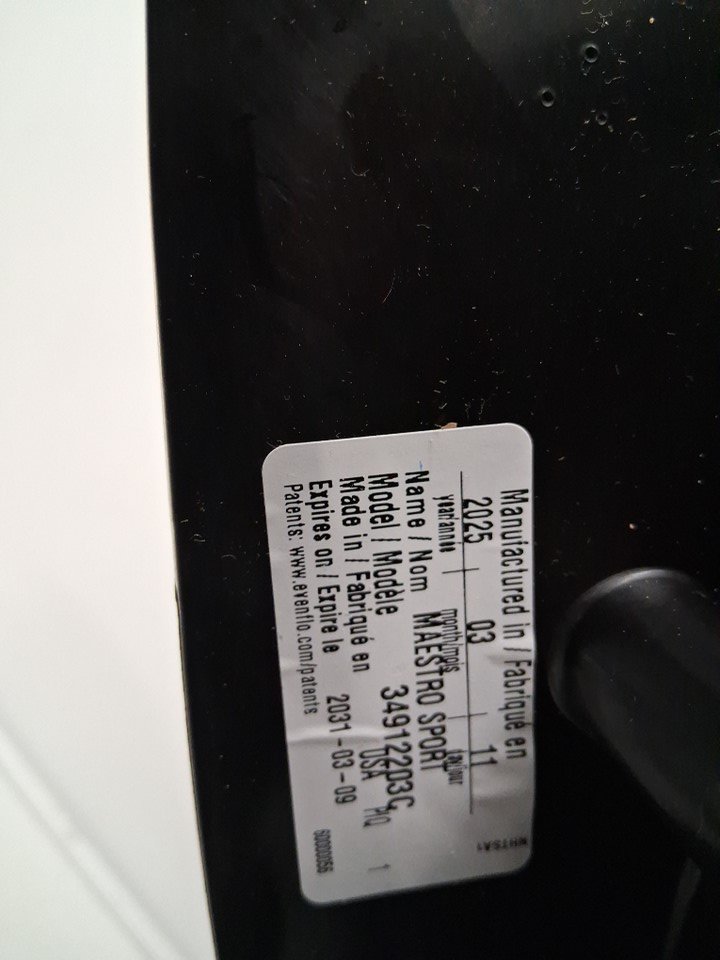 Manufactured in / Fabriqué en
2025 03 11
year/année month/mois day/jour
Name / Nom MAESTRO SPORT
Model / Modèle 34912203C
Made in / Fabriqué en USA
Expires on / Expire le 2031-03-09
Patents: www.evenflo.com/patents